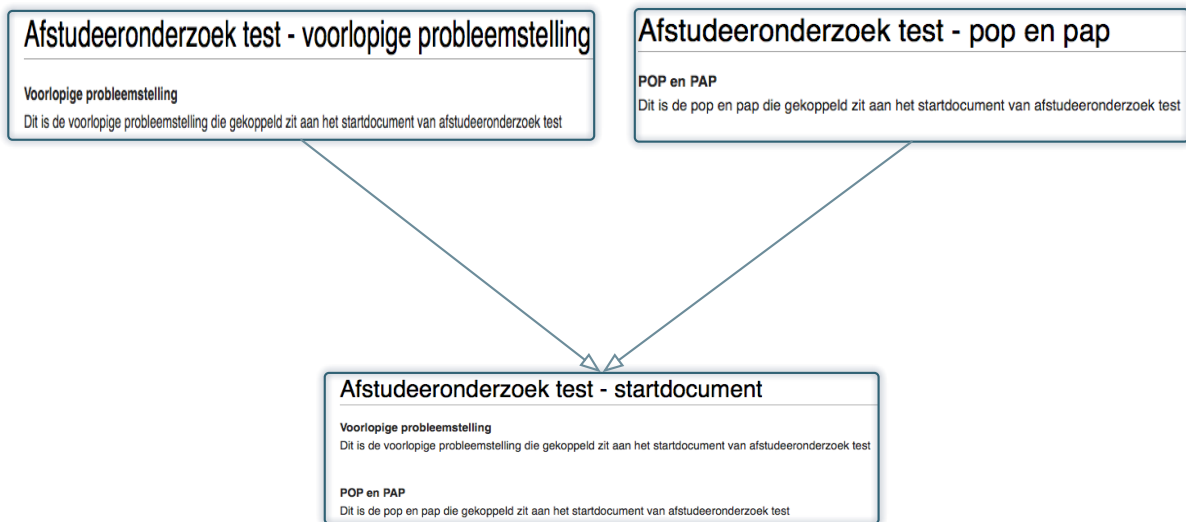 Afstudeeronderzoek test - voorlopige probleemstelling
Voorlopige probleemstelling
Dit is de voorlopige probleemstelling die gekoppeld zit aan het startdocument van afstudeeronderzoek test
Afstudeeronderzoek test - pop en pap
POP en PAP
Dit is de pop en pap die gekoppeld zit aan het startdocument van afstudeeronderzoek test
Afstudeeronderzoek test - startdocument
Voorlopige probleemstelling
Dit is de voorlopige probleemstelling die gekoppeld zit aan het startdocument van afstudeeronderzoek test
POP en PAP
Dit is de pop en pap die gekoppeld zit aan het startdocument van afstudeeronderzoek test